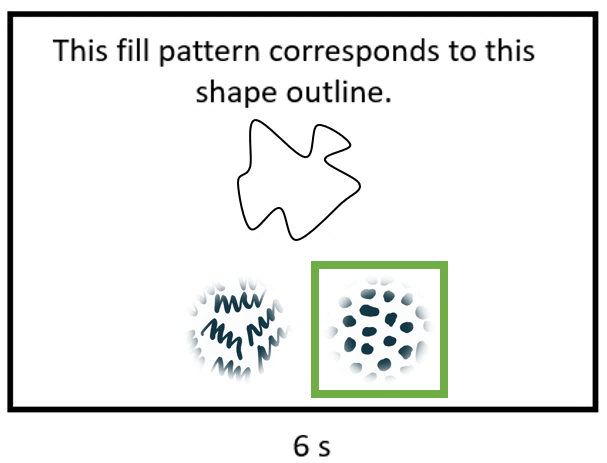 This fill pattern corresponds to this
shape outline.
6 s